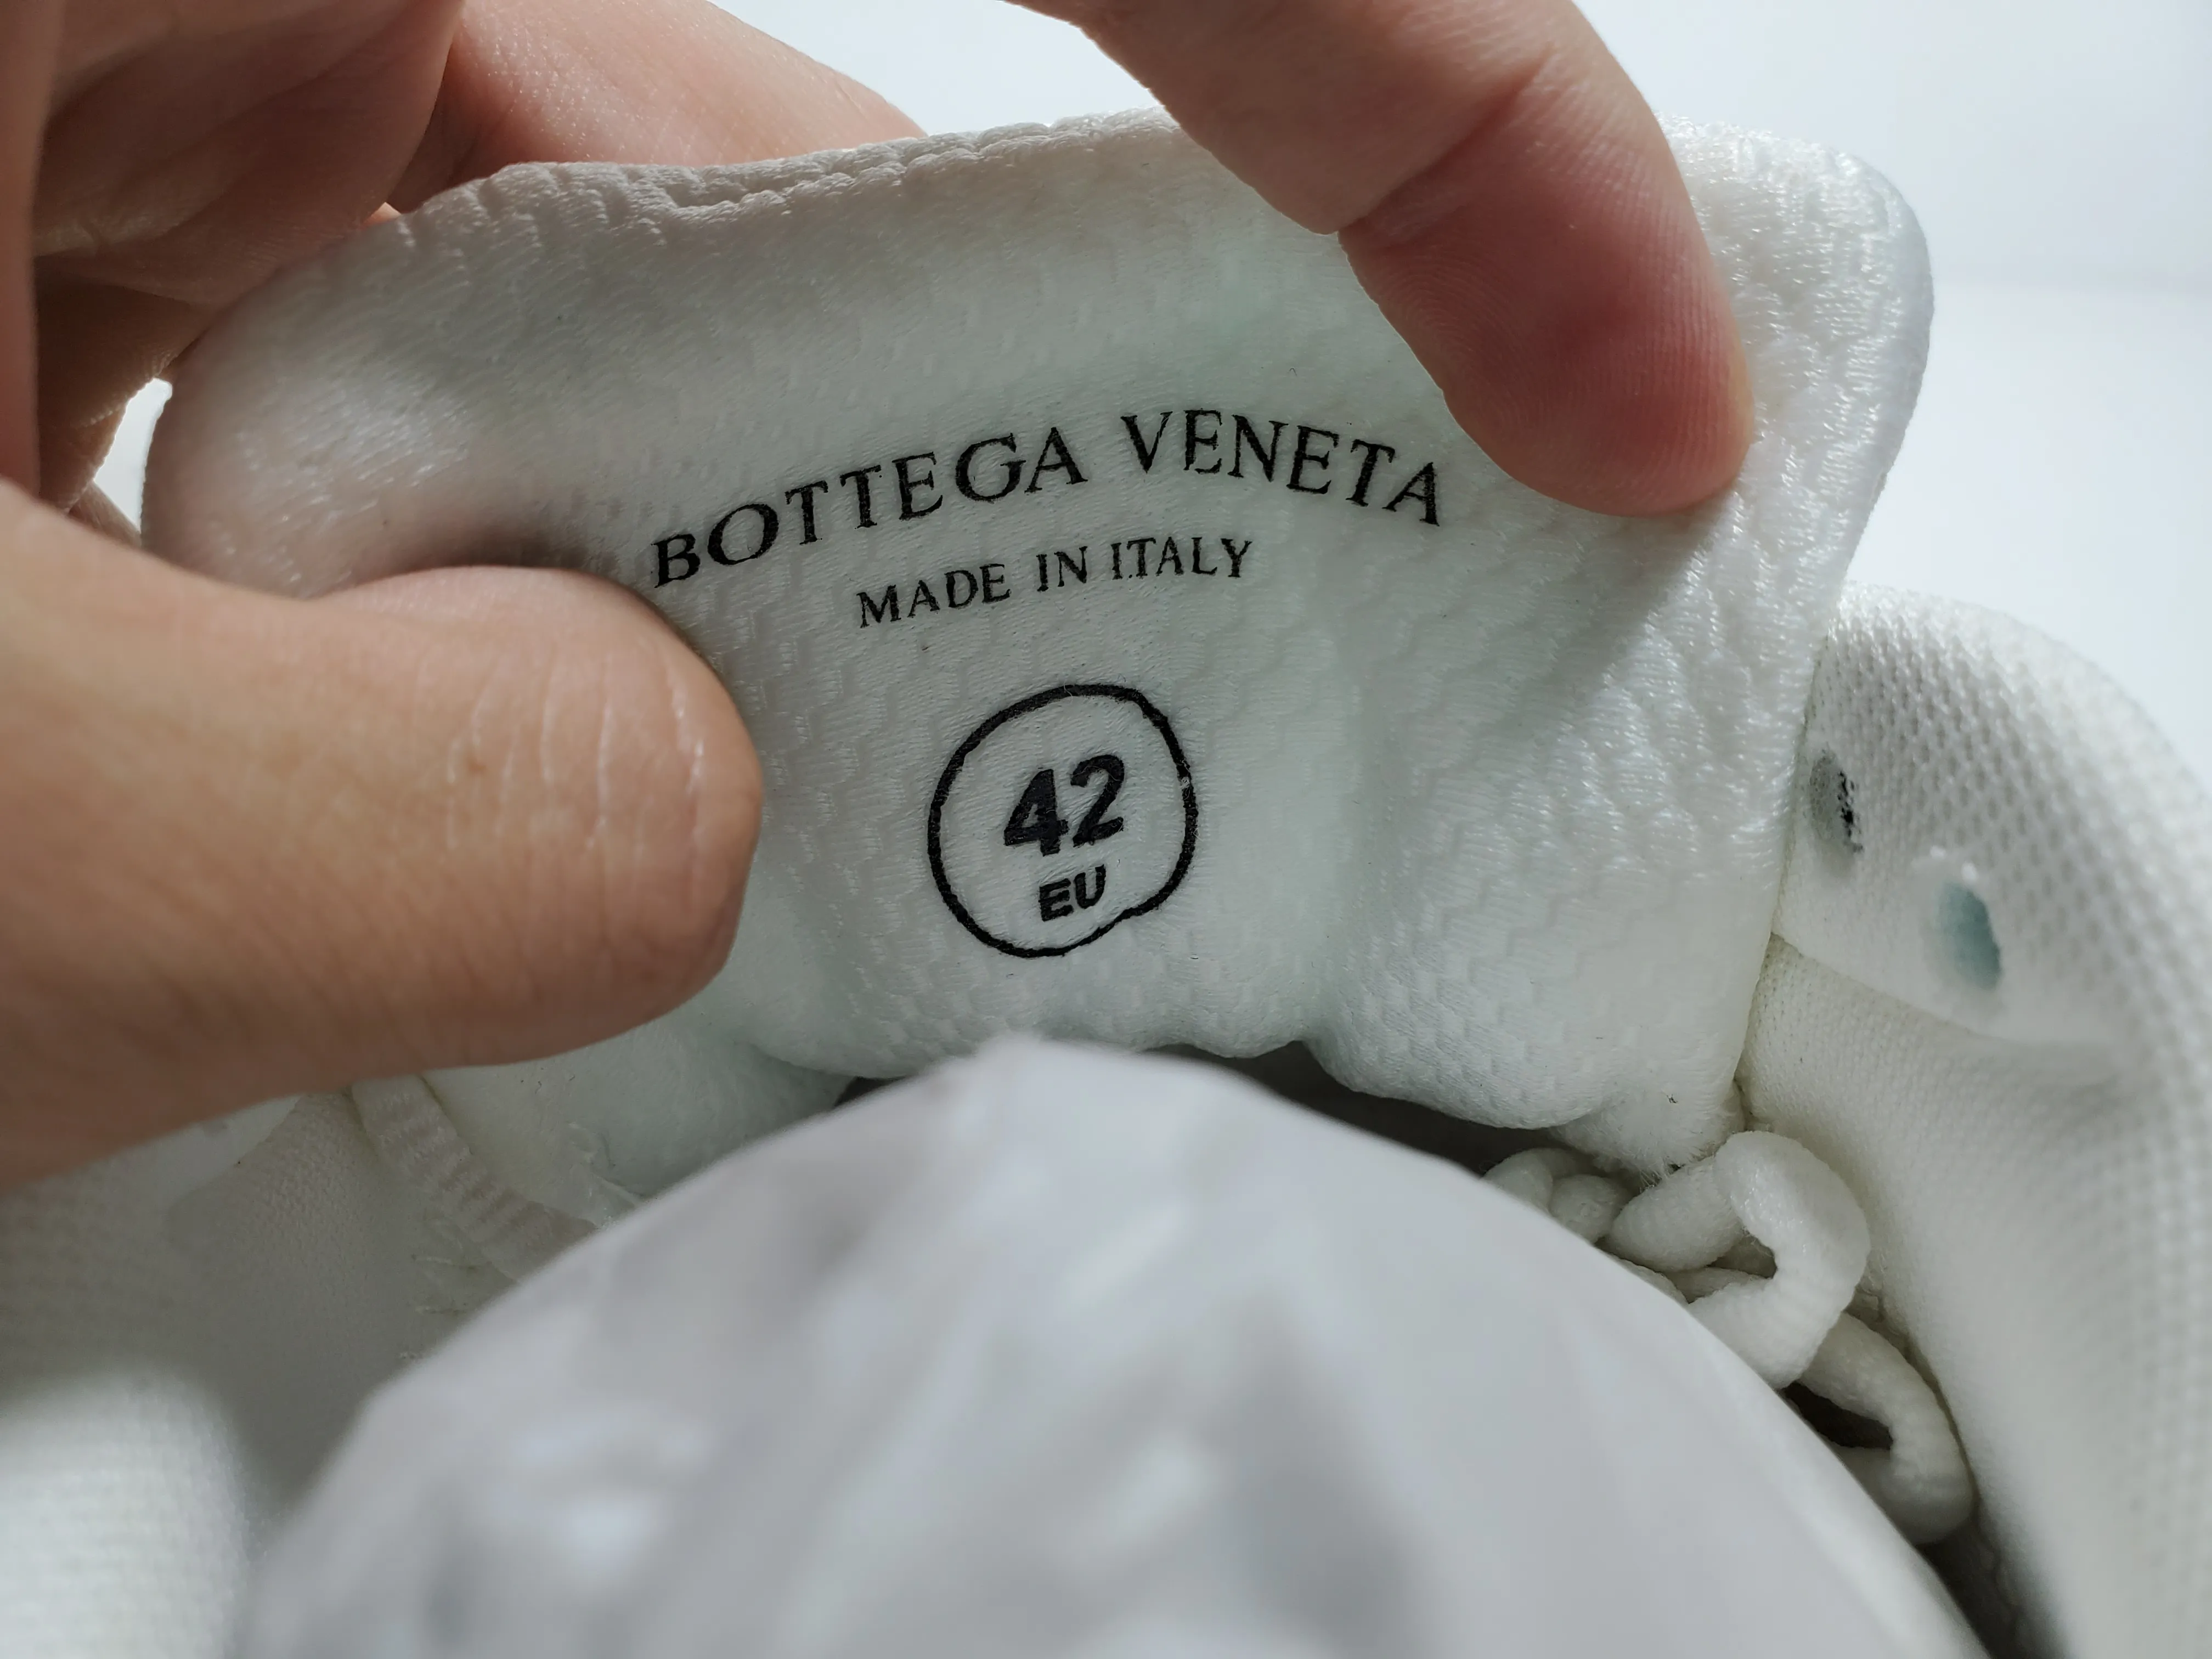 BOTTEGA VENETA
MADE IN ITALY
42
EU